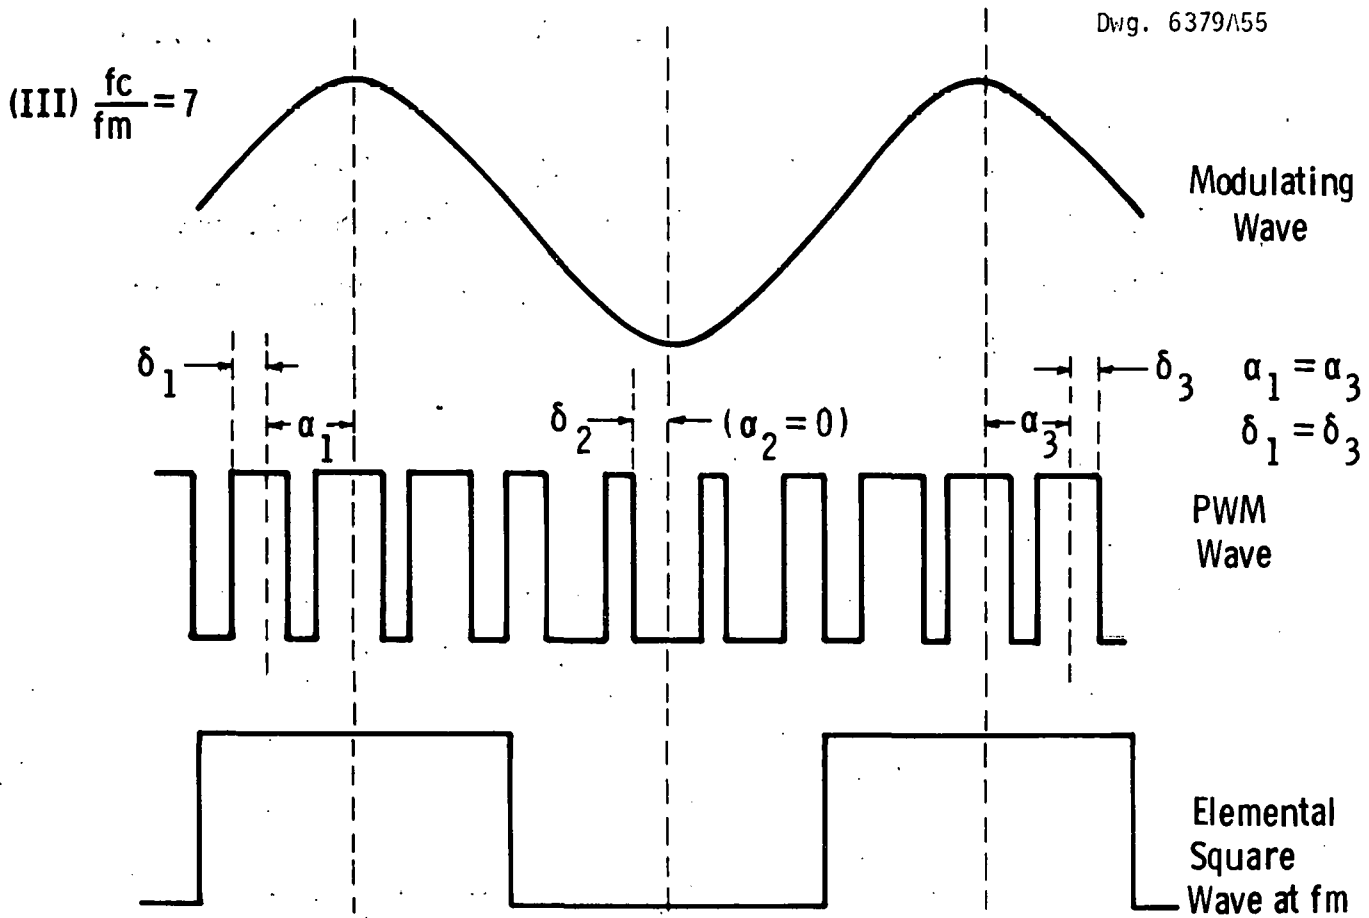 Dwg. 6379A55
(III) fc/fm = 7
Modulating
Wave
δ1
δ3
α1 = α3
α1
δ2
(α2 = 0)
α3
δ1 = δ3
PWM
Wave
Elemental
Square
Wave at fm